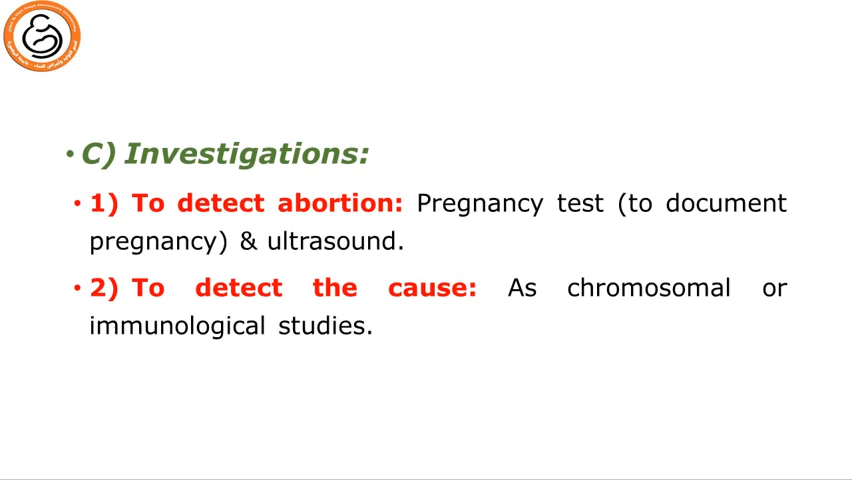 • C) Investigations:
• 1) To detect abortion: Pregnancy test (to document
pregnancy) & ultrasound.
• 2) To detect the cause: As chromosomal or
immunological studies.